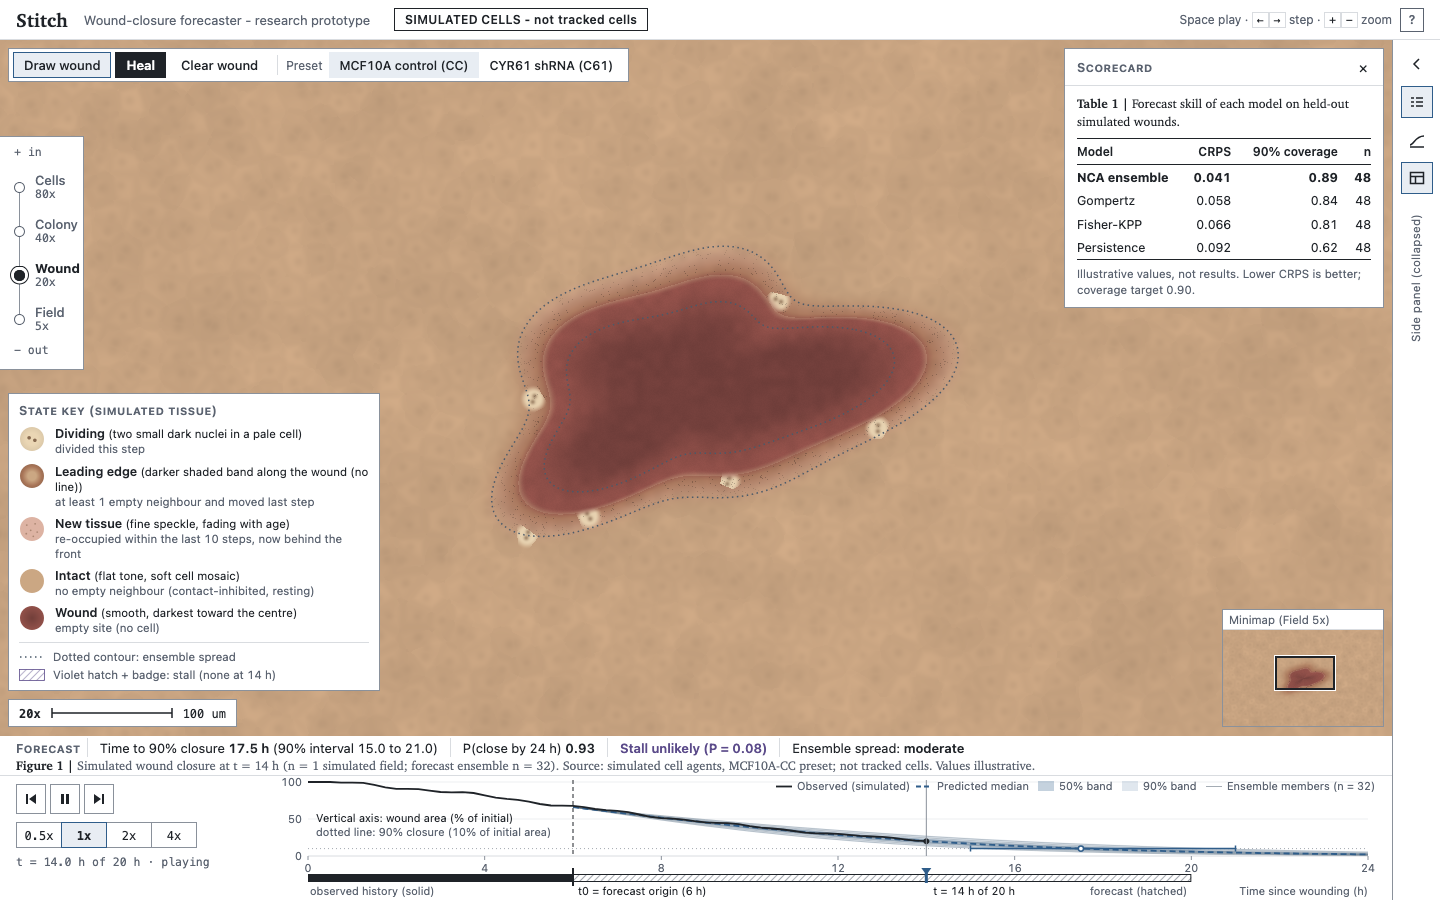 Stitch Wound-closure forecaster - research prototype SIMULATED CELLS - not tracked cells Space play · ← → step · + − zoom ?
Draw wound Heal Clear wound Preset MCF10A control (CC) CYR61 shRNA (C61)
+ in
Cells
80x
Colony
40x
Wound
20x
Field
5x
− out
SCORECARD ×
Table 1 | Forecast skill of each model on held-out
simulated wounds.
Model CRPS 90% coverage n
NCA ensemble 0.041 0.89 48
Gompertz 0.058 0.84 48
Fisher-KPP 0.066 0.81 48
Persistence 0.092 0.62 48
Illustrative values, not results. Lower CRPS is better;
coverage target 0.90.
Side panel (collapsed)
STATE KEY (SIMULATED TISSUE)
Dividing (two small dark nuclei in a pale cell)
divided this step
Leading edge (darker shaded band along the wound (no
line))
at least 1 empty neighbour and moved last step
New tissue (fine speckle, fading with age)
re-occupied within the last 10 steps, now behind the
front
Intact (flat tone, soft cell mosaic)
no empty neighbour (contact-inhibited, resting)
Wound (smooth, darkest toward the centre)
empty site (no cell)
Dotted contour: ensemble spread
Violet hatch + badge: stall (none at 14 h)
20x 100 um
Minimap (Field 5x)
FORECAST Time to 90% closure 17.5 h (90% interval 15.0 to 21.0) P(close by 24 h) 0.93 Stall unlikely (P = 0.08) Ensemble spread: moderate
Figure 1 | Simulated wound closure at t = 14 h (n = 1 simulated field; forecast ensemble n = 32). Source: simulated cell agents, MCF10A-CC preset; not tracked cells. Values illustrative.
0.5x 1x 2x 4x
t = 14.0 h of 20 h · playing
100
50
0
Observed (simulated) Predicted median 50% band 90% band Ensemble members (n = 32)
Vertical axis: wound area (% of initial)
dotted line: 90% closure (10% of initial area)
0 4 8 12 16 20 24
observed history (solid) t0 = forecast origin (6 h) t = 14 h of 20 h forecast (hatched) Time since wounding (h)